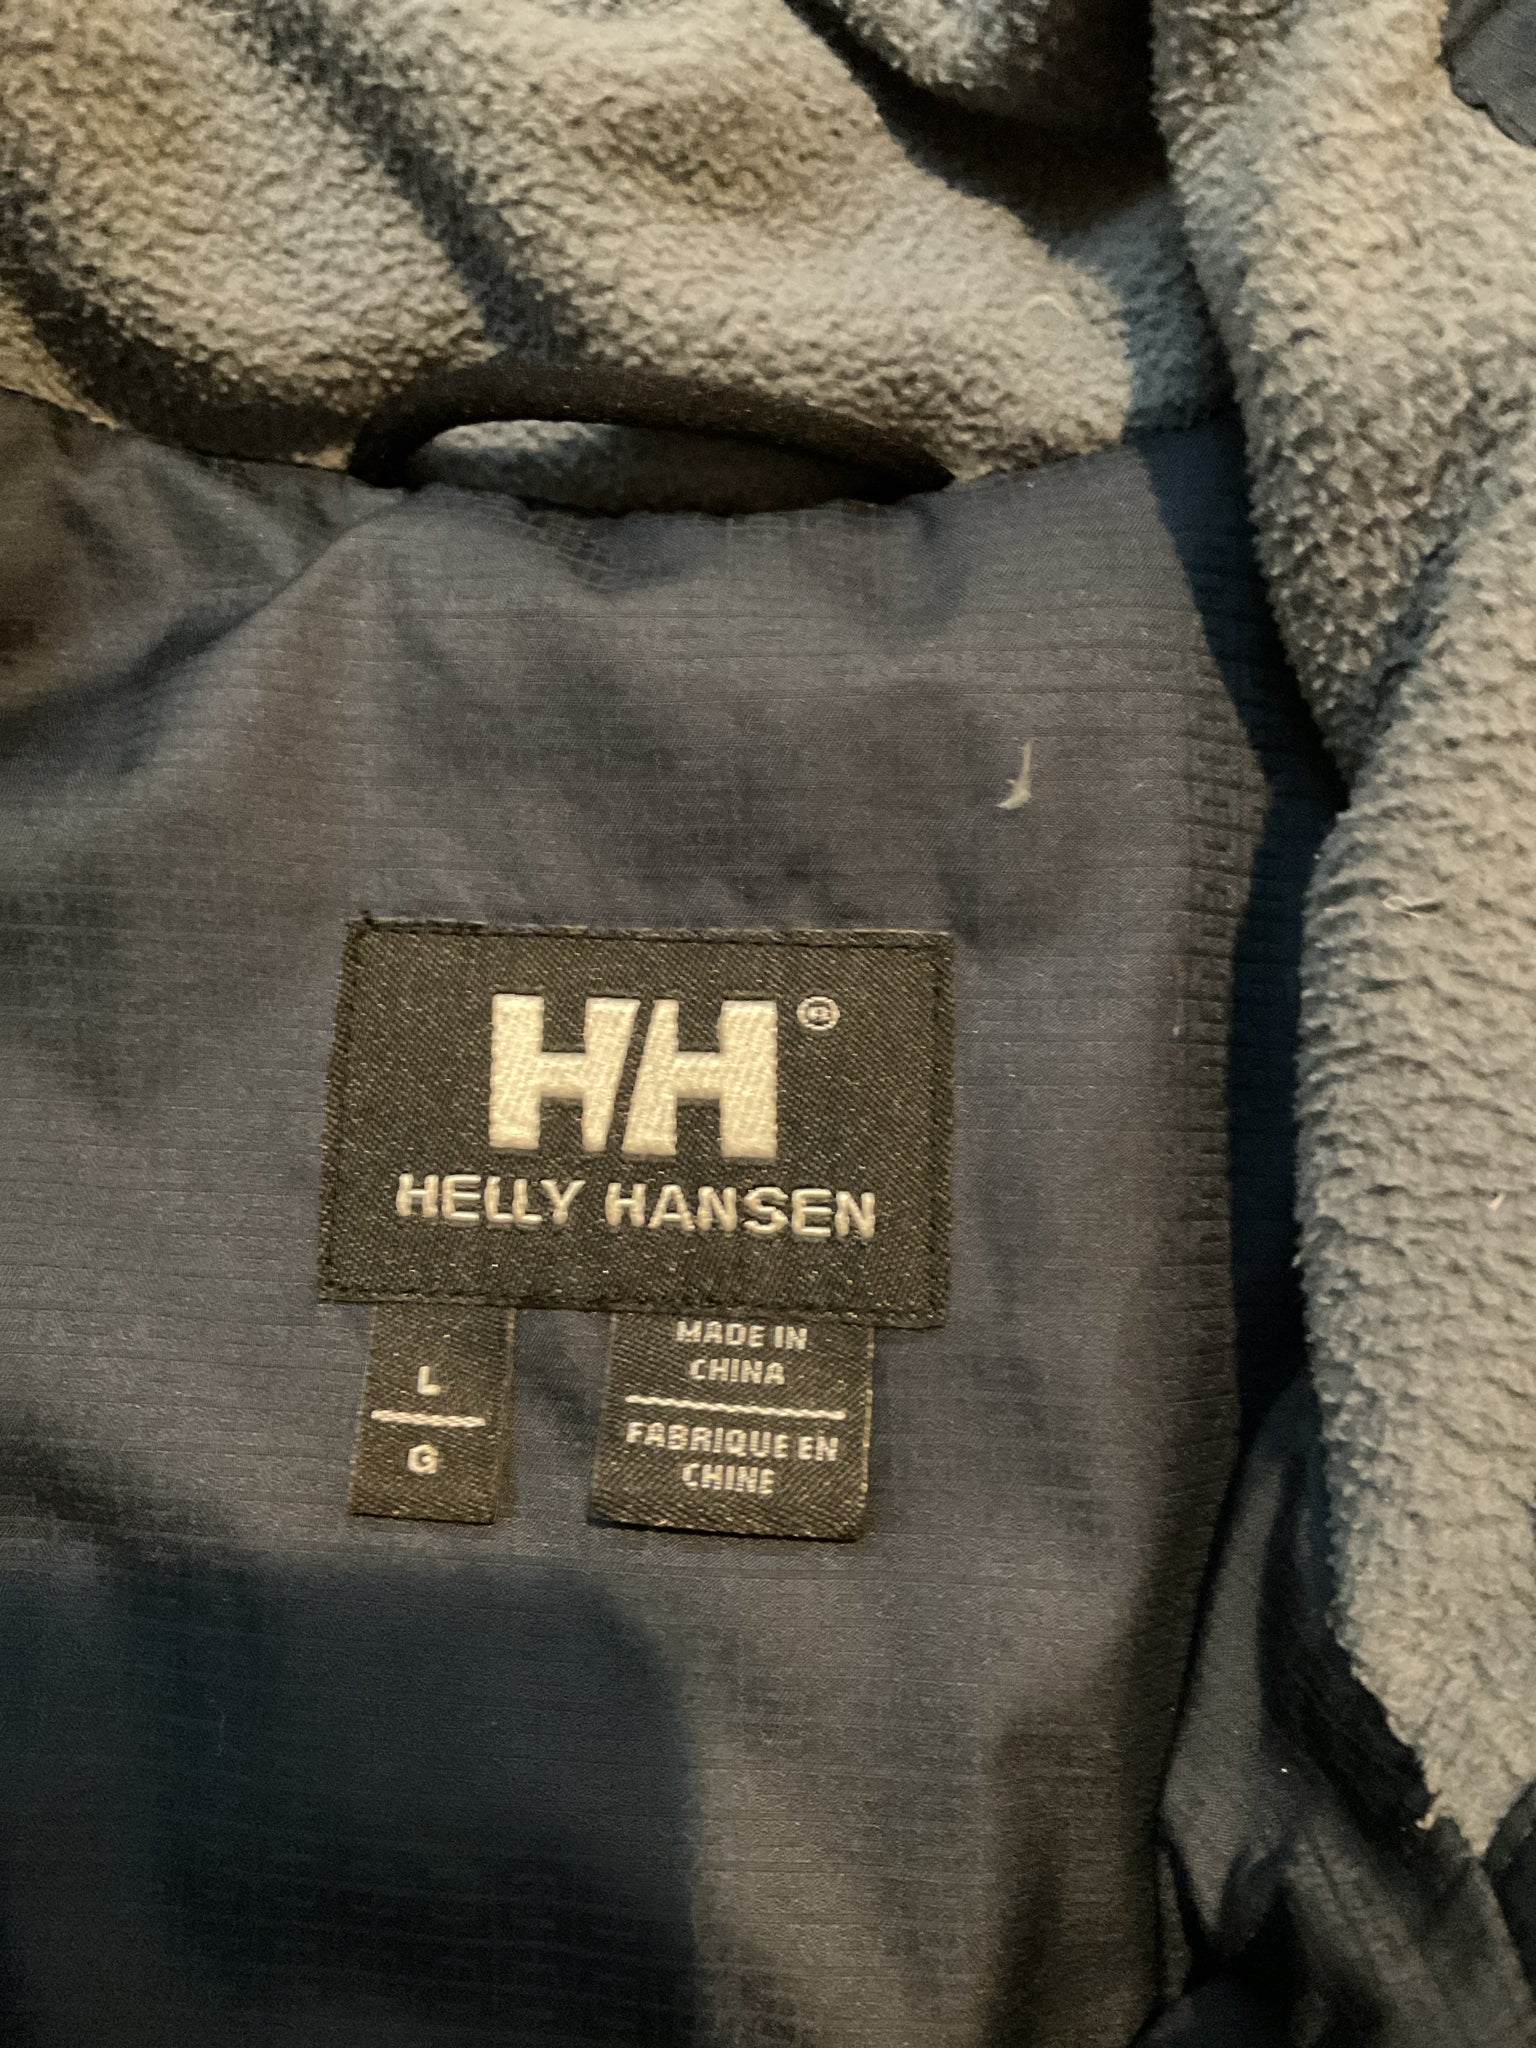 HH®
HELLY HANSEN
L
G
MADE IN
CHINA
FABRIQUE EN
CHINE